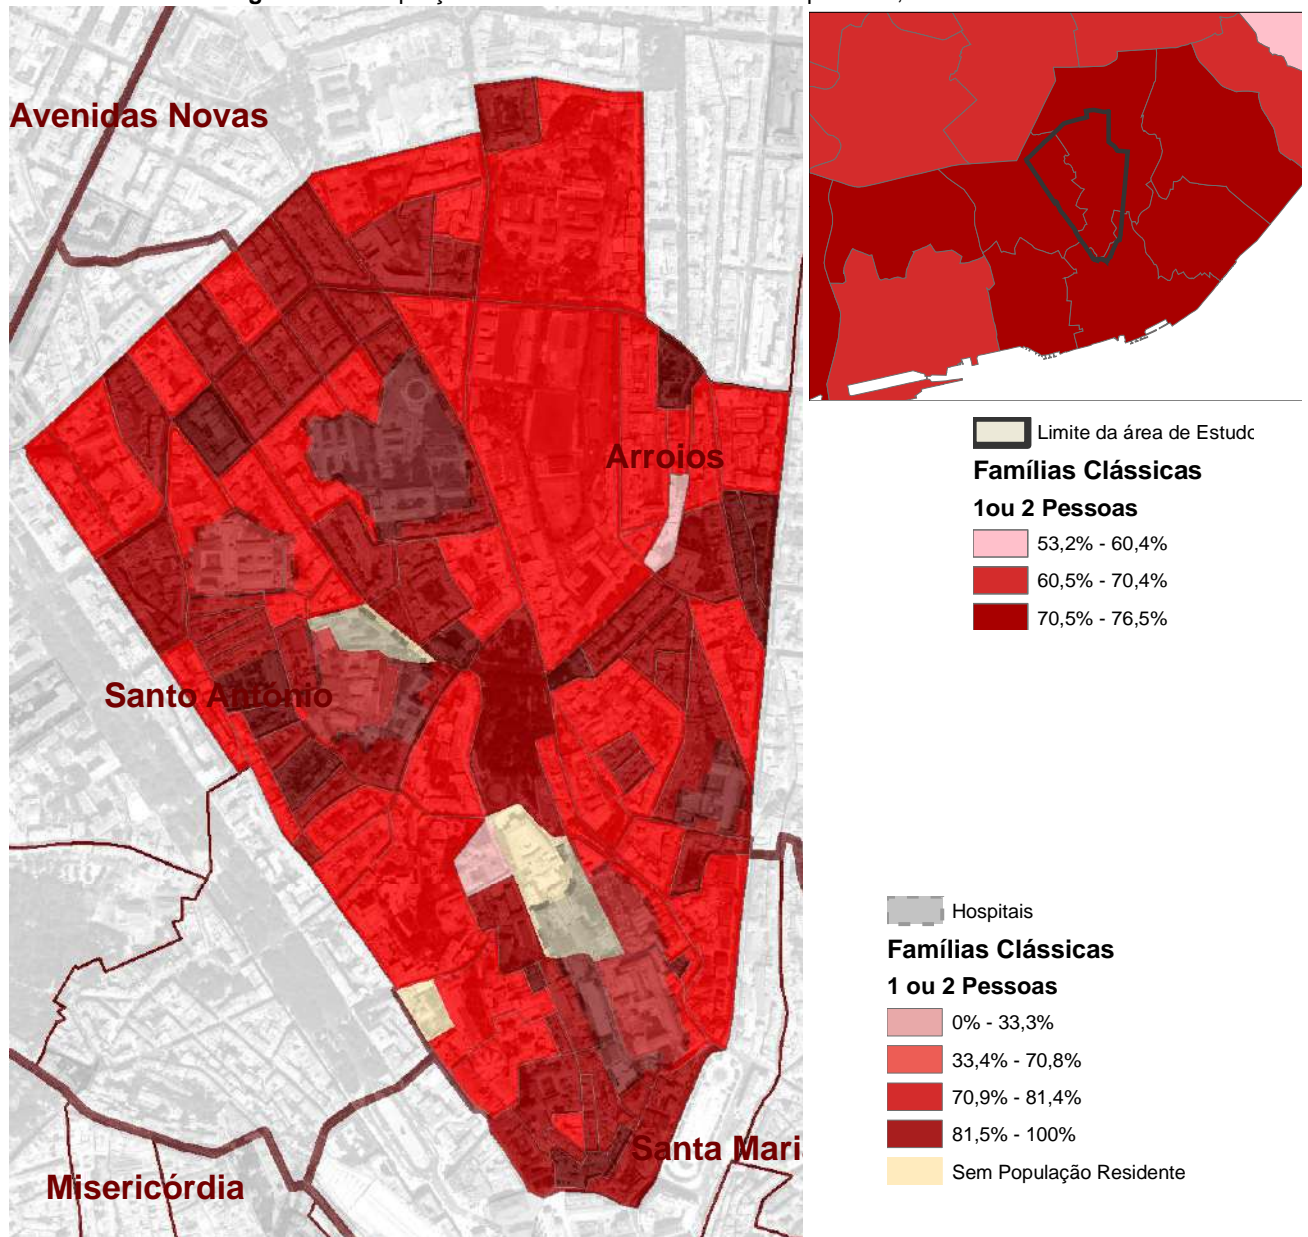 Avenidas Novas
Arroios
Santo António
Misericórdia
Santa Mari
Limite da área de Estudo
Famílias Clássicas
1ou 2 Pessoas
53,2% - 60,4%
60,5% - 70,4%
70,5% - 76,5%
Hospitais
Famílias Clássicas
1 ou 2 Pessoas
0% - 33,3%
33,4% - 70,8%
70,9% - 81,4%
81,5% - 100%
Sem População Residente